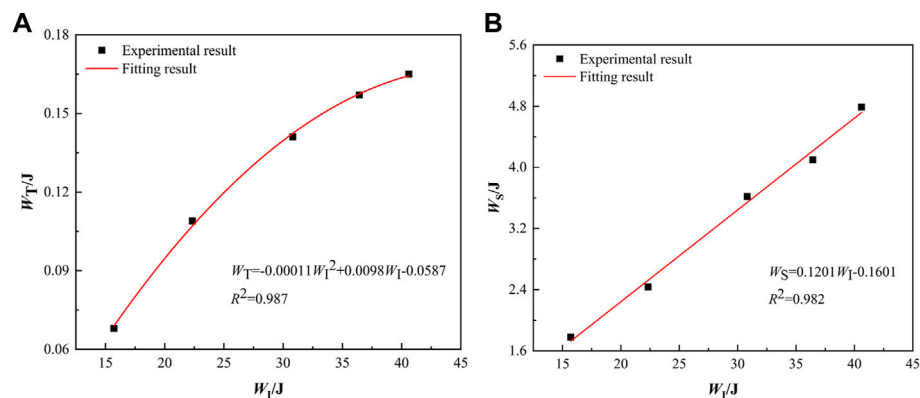 A
0.18
0.15
0.12
0.09
0.06
W_T/J
Experimental result
Fitting result
W_T=-0.00011W_I^2+0.0098W_I-0.0587
R^2=0.987
15 20 25 30 35 40 45
W_I/J
B
5.6
4.8
4.0
3.2
2.4
1.6
W_S/J
Experimental result
Fitting result
W_S=0.1201W_I-0.1601
R^2=0.982
15 20 25 30 35 40 45
W_I/J